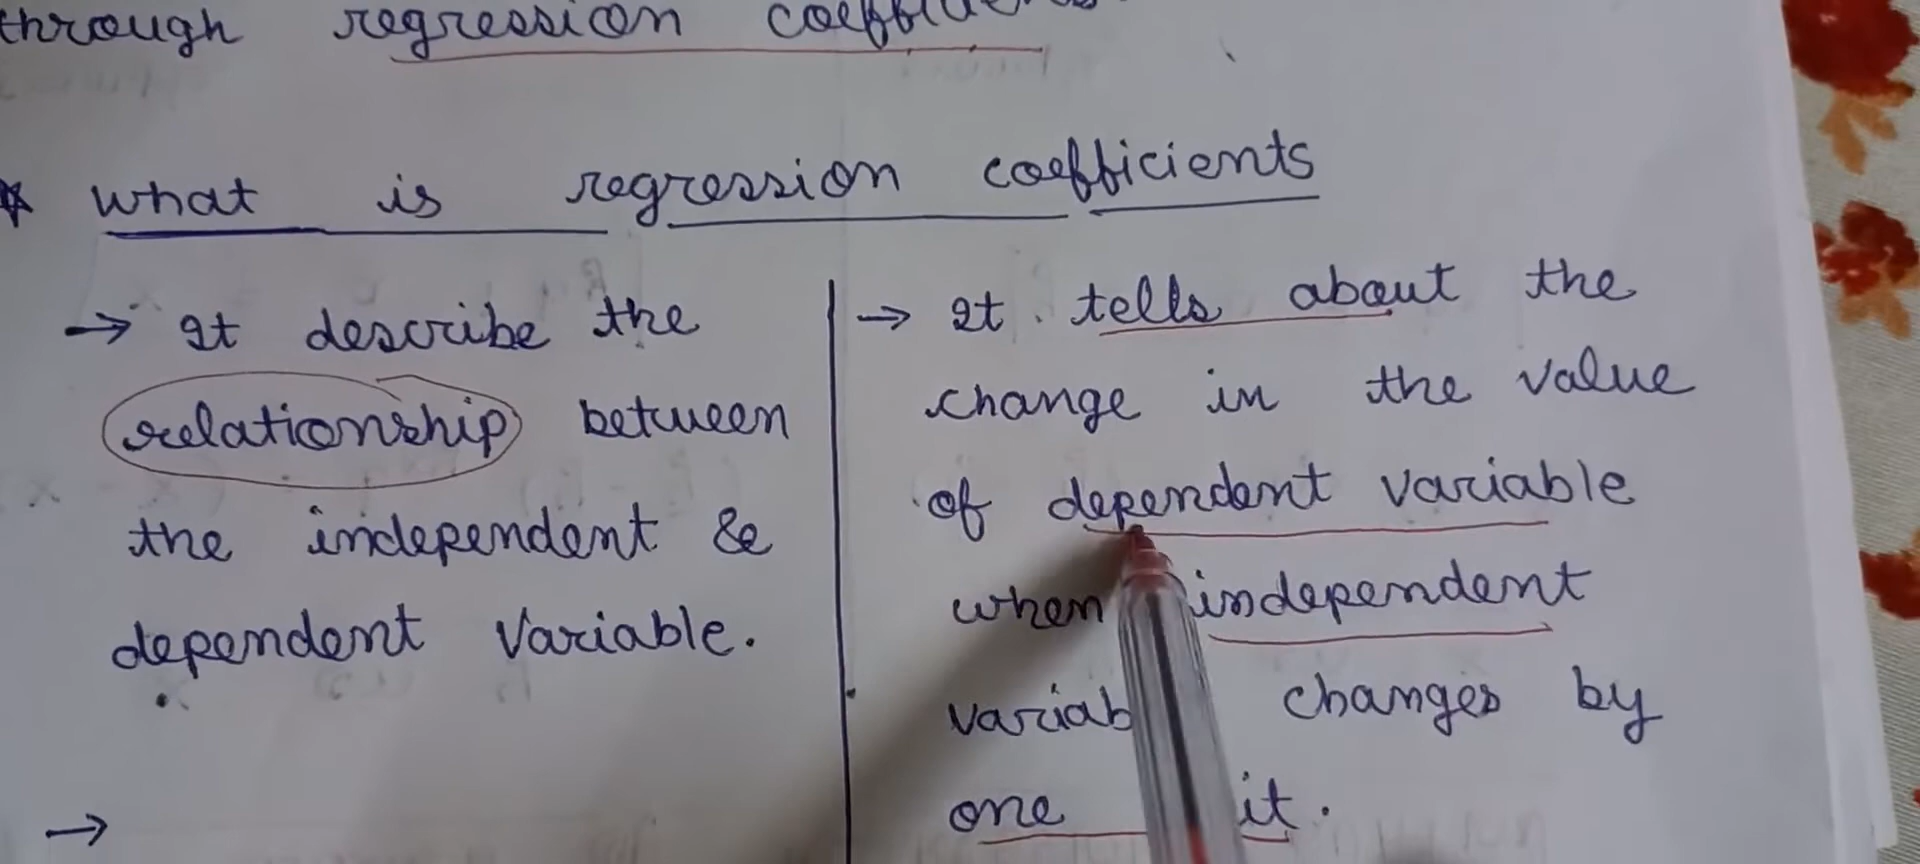 through regression coefficients
* what is regression coefficients
→ It describe the
relationship between
the independent &
dependent variable.
→
→ It tells about the
change in the value
of dependent variable
when independent
changes by
one